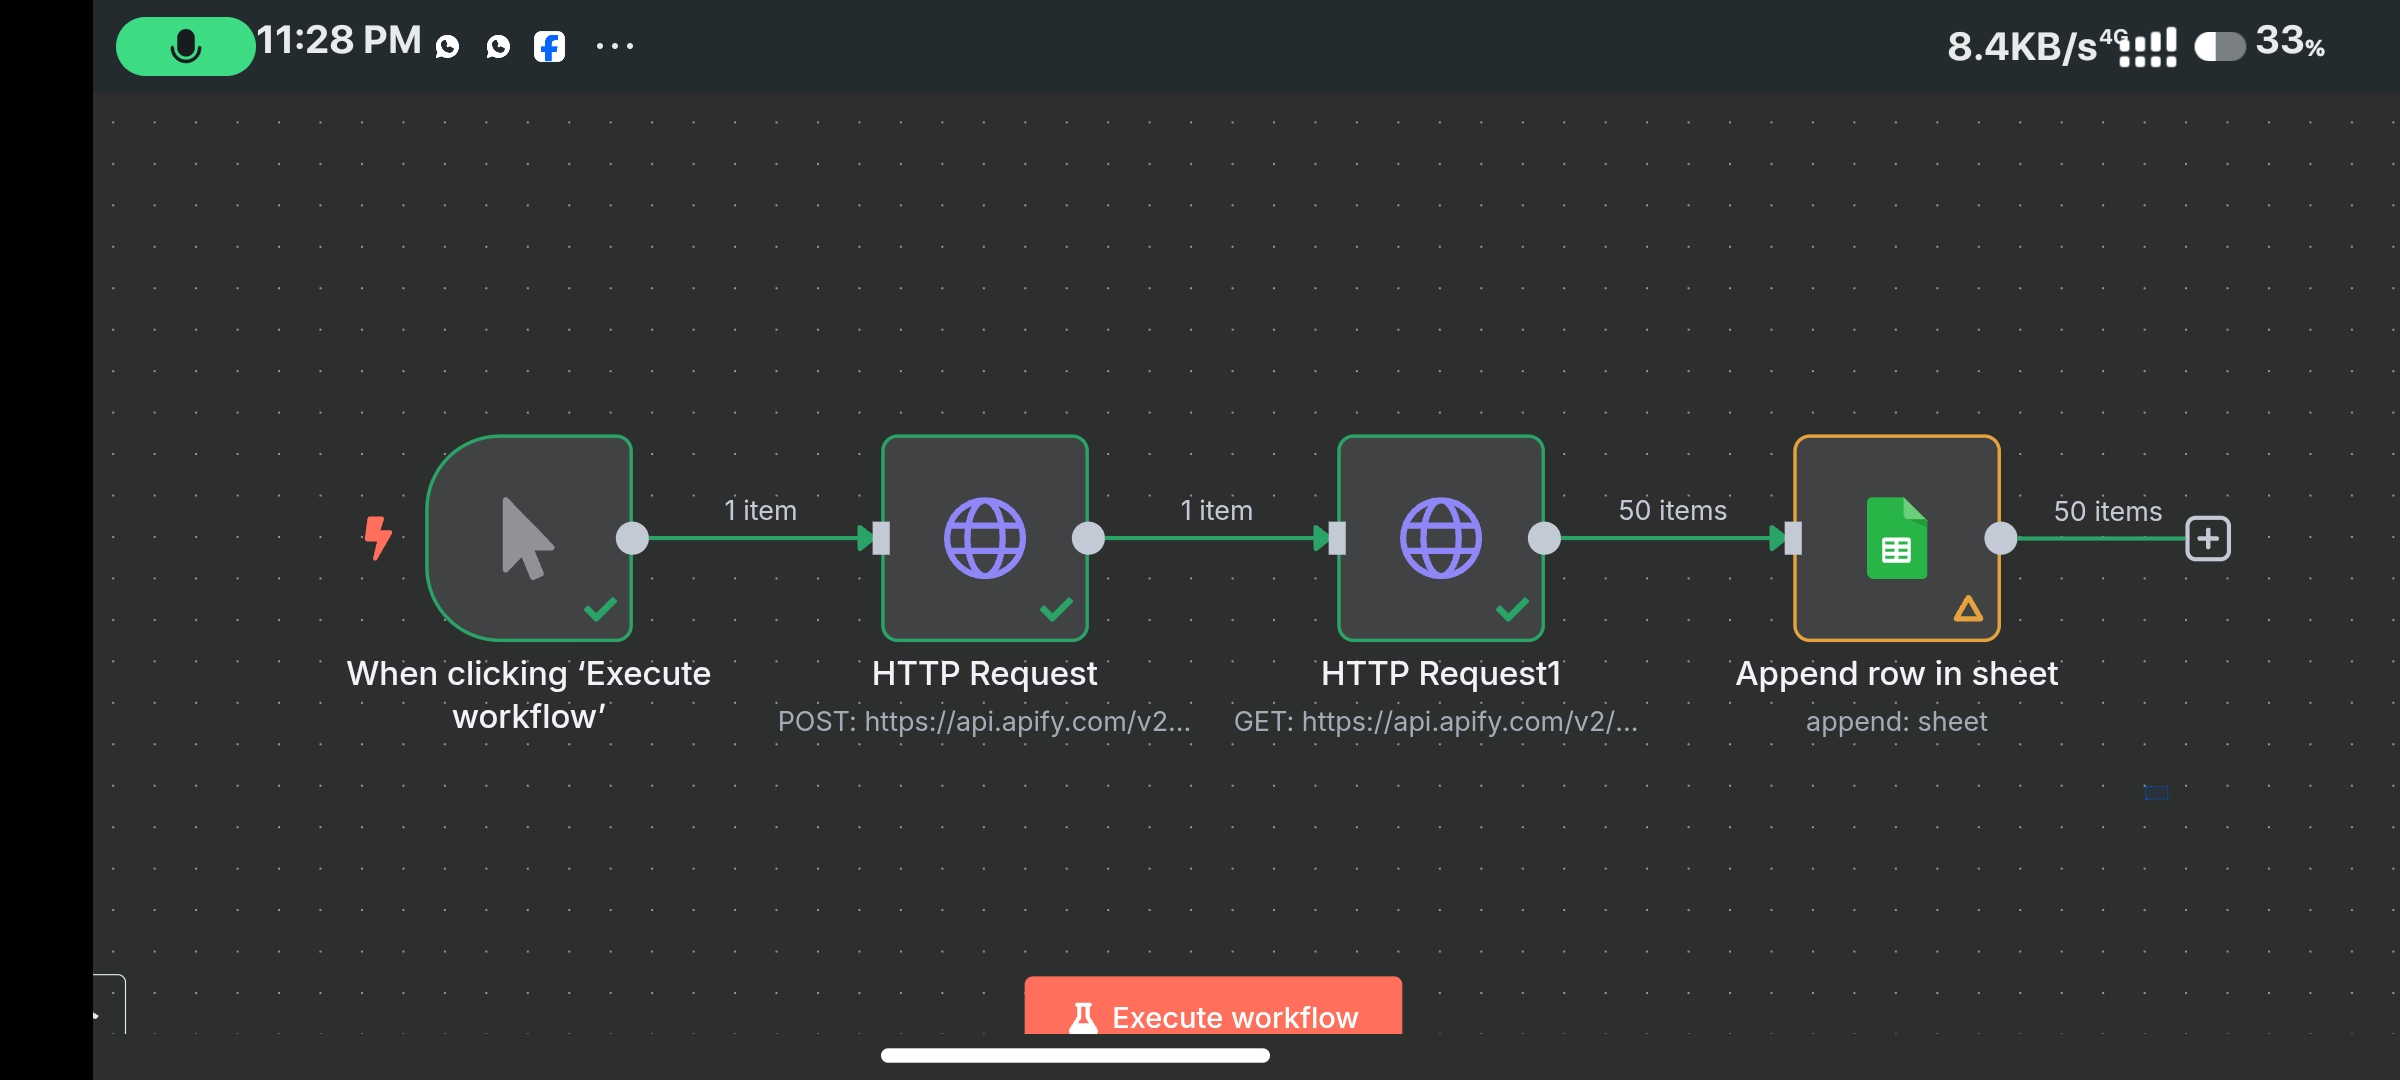 11:28 PM
8.4KB/s 4G 33%
1 item
1 item
50 items
50 items
When clicking ‘Execute
workflow’
HTTP Request
POST: https://api.apify.com/v2...
HTTP Request1
GET: https://api.apify.com/v2/...
Append row in sheet
append: sheet
Execute workflow